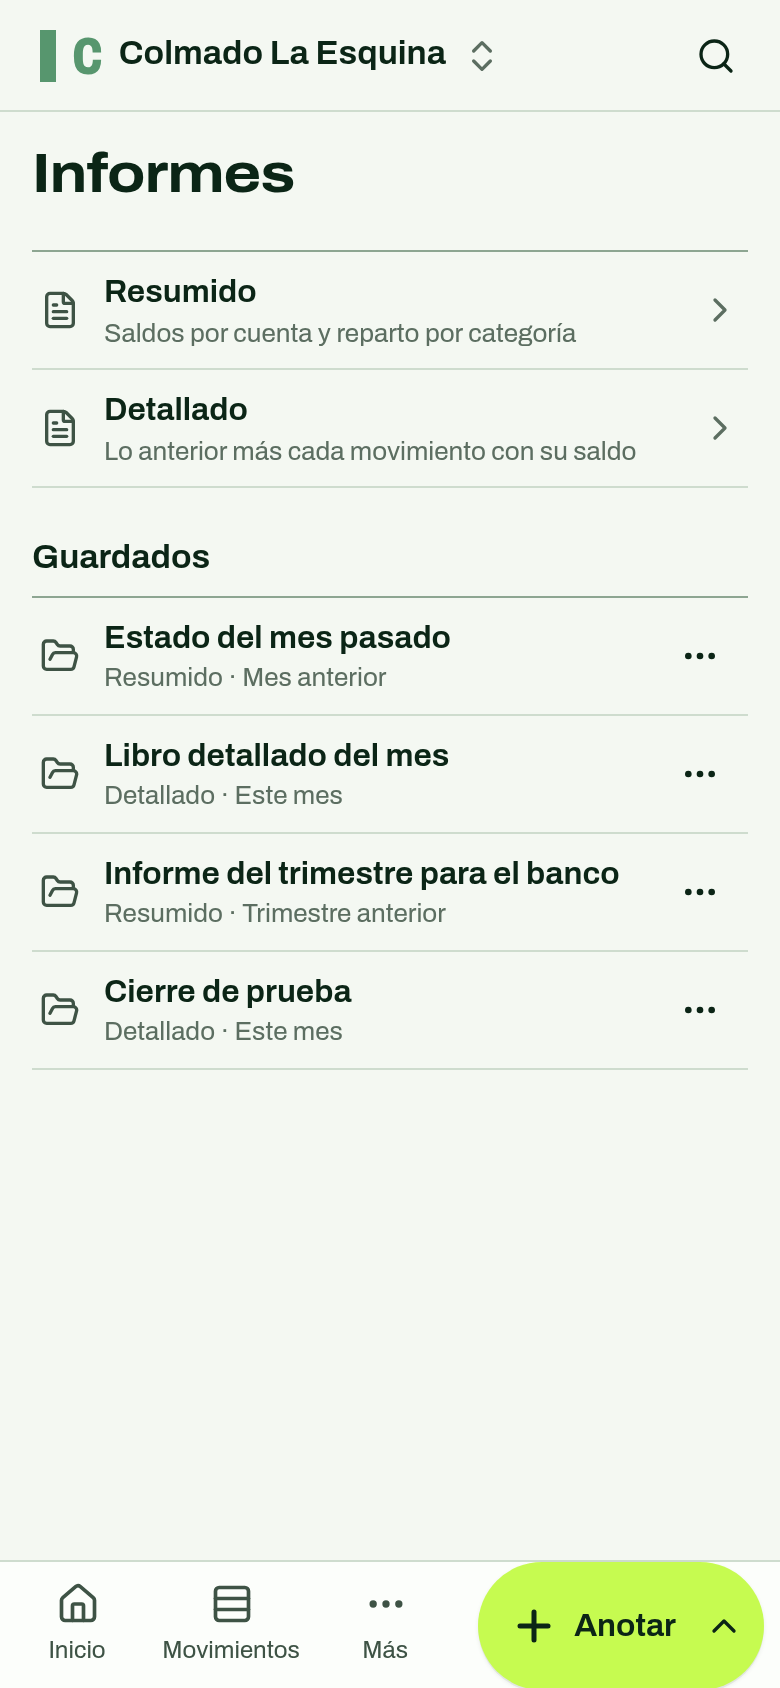 C Colmado La Esquina
Informes
Resumido
Saldos por cuenta y reparto por categoría
Detallado
Lo anterior más cada movimiento con su saldo
Guardados
Estado del mes pasado
Resumido · Mes anterior
Libro detallado del mes
Detallado · Este mes
Informe del trimestre para el banco
Resumido · Trimestre anterior
Cierre de prueba
Detallado · Este mes
Inicio
Movimientos
Más
Anotar